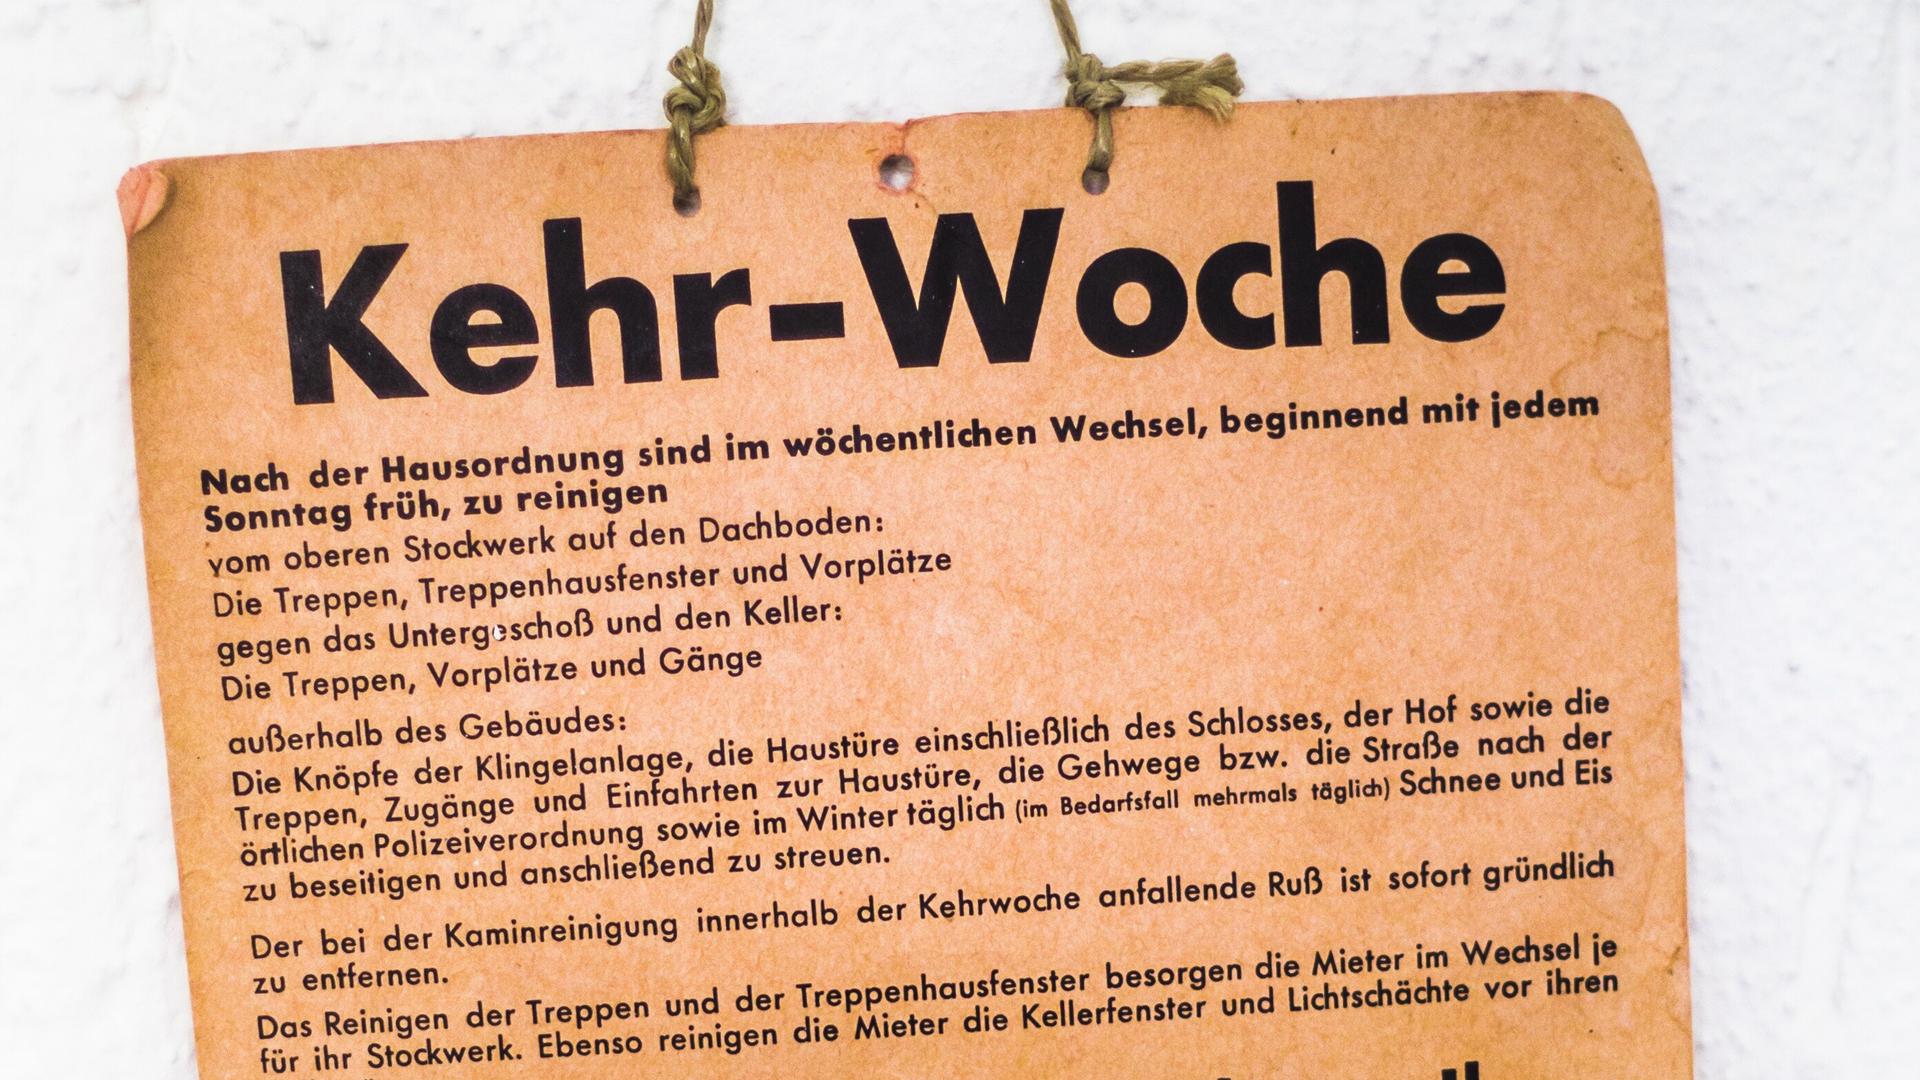 Kehr-Woche
Nach der Hausordnung sind im wöchentlichen Wechsel, beginnend mit jedem
Sonntag früh, zu reinigen
vom oberen Stockwerk auf den Dachboden:
Die Treppen, Treppenhausfenster und Vorplätze
gegen das Untergeschoß und den Keller:
Die Treppen, Vorplätze und Gänge
außerhalb des Gebäudes:
Die Knöpfe der Klingelanlage, die Haustüre einschließlich des Schlosses, der Hof sowie die
Treppen, Zugänge und Einfahrten zur Haustüre, die Gehwege bzw. die Straße nach der
örtlichen Polizeiverordnung sowie im Winter täglich (im Bedarfsfall mehrmals täglich) Schnee und Eis
zu beseitigen und anschließend zu streuen.
Der bei der Kaminreinigung innerhalb der Kehrwoche anfallende Ruß ist sofort gründlich
zu entfernen.
Das Reinigen der Treppen und der Treppenhausfenster besorgen die Mieter im Wechsel je
für ihr Stockwerk. Ebenso reinigen die Mieter die Kellerfenster und Lichtschächte vor ihren